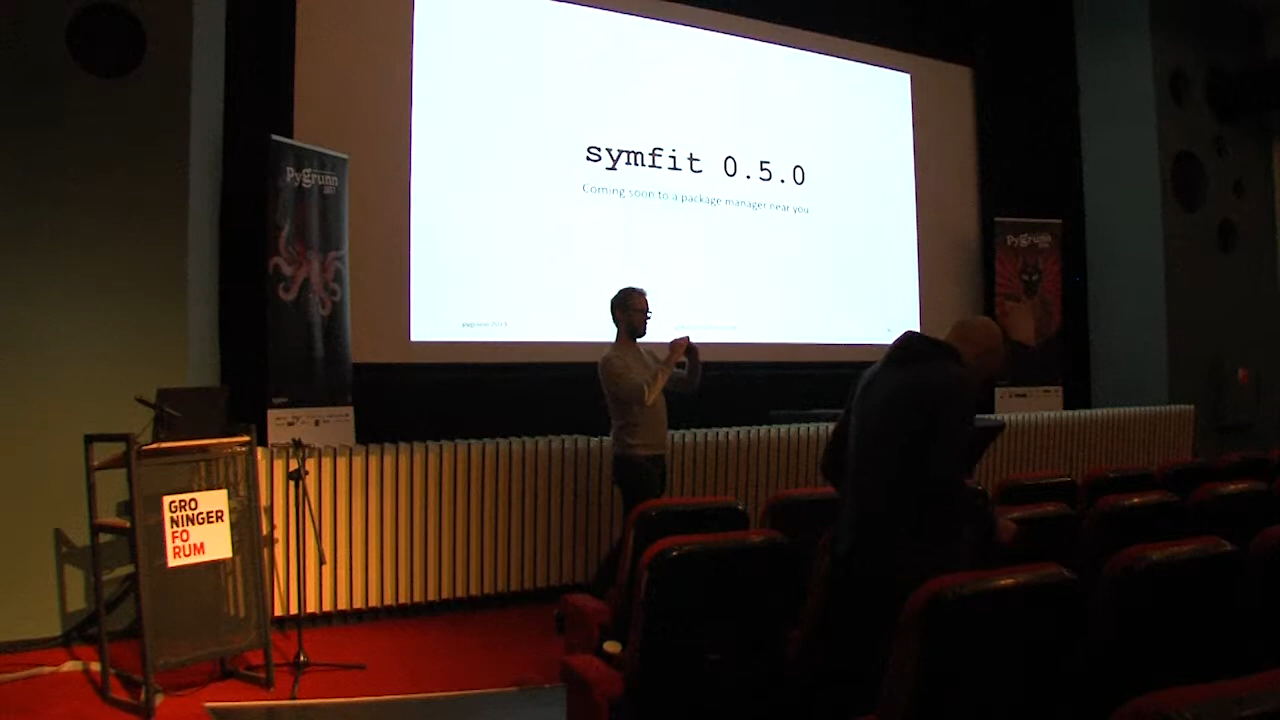 symfit 0.5.0
Coming soon to a package manager near you
PyGrunn
PyGrunn
GRO
NINGER
FO
RUM